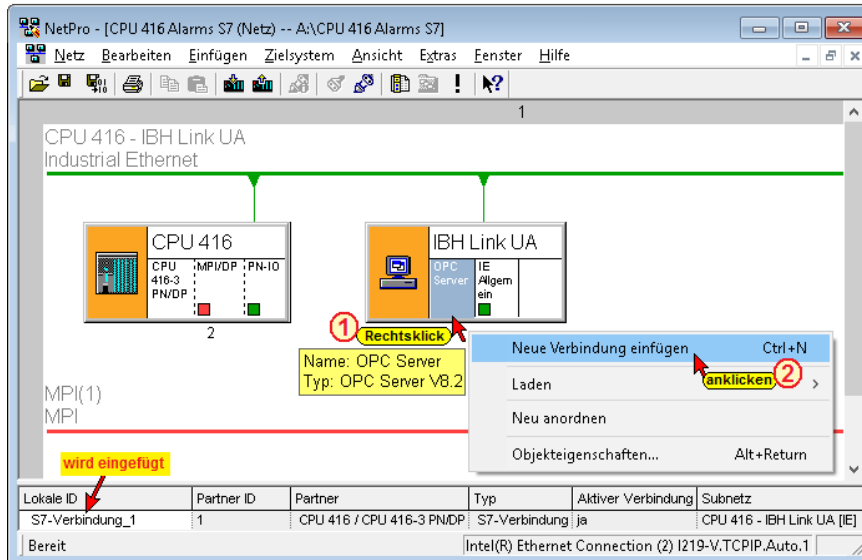 NetPro - [CPU 416 Alarms S7 (Netz) -- A:\CPU 416 Alarms S7]
Netz Bearbeiten Einfügen Zielsystem Ansicht Extras Fenster Hilfe
1
CPU 416 - IBH Link UA
Industrial Ethernet
CPU 416
CPU 416-3 PN/DP
MPI/DP
PN-IO
2
IBH Link UA
OPC Server
IE Allgem ein
1 Rechtsklick
Name: OPC Server
Typ: OPC Server V8.2
Neue Verbindung einfügen Ctrl+N
anklicken 2
Laden
Neu anordnen
Objekteigenschaften... Alt+Return
MPI(1)
MPI
wird eingefügt
Lokale ID Partner ID Partner Typ Aktiver Verbindung Subnetz
S7-Verbindung_1 1 CPU 416 / CPU 416-3 PN/DP S7-Verbindung ja CPU 416 - IBH Link UA [IE]
Bereit Intel(R) Ethernet Connection (2) I219-V.TCPIP.Auto.1